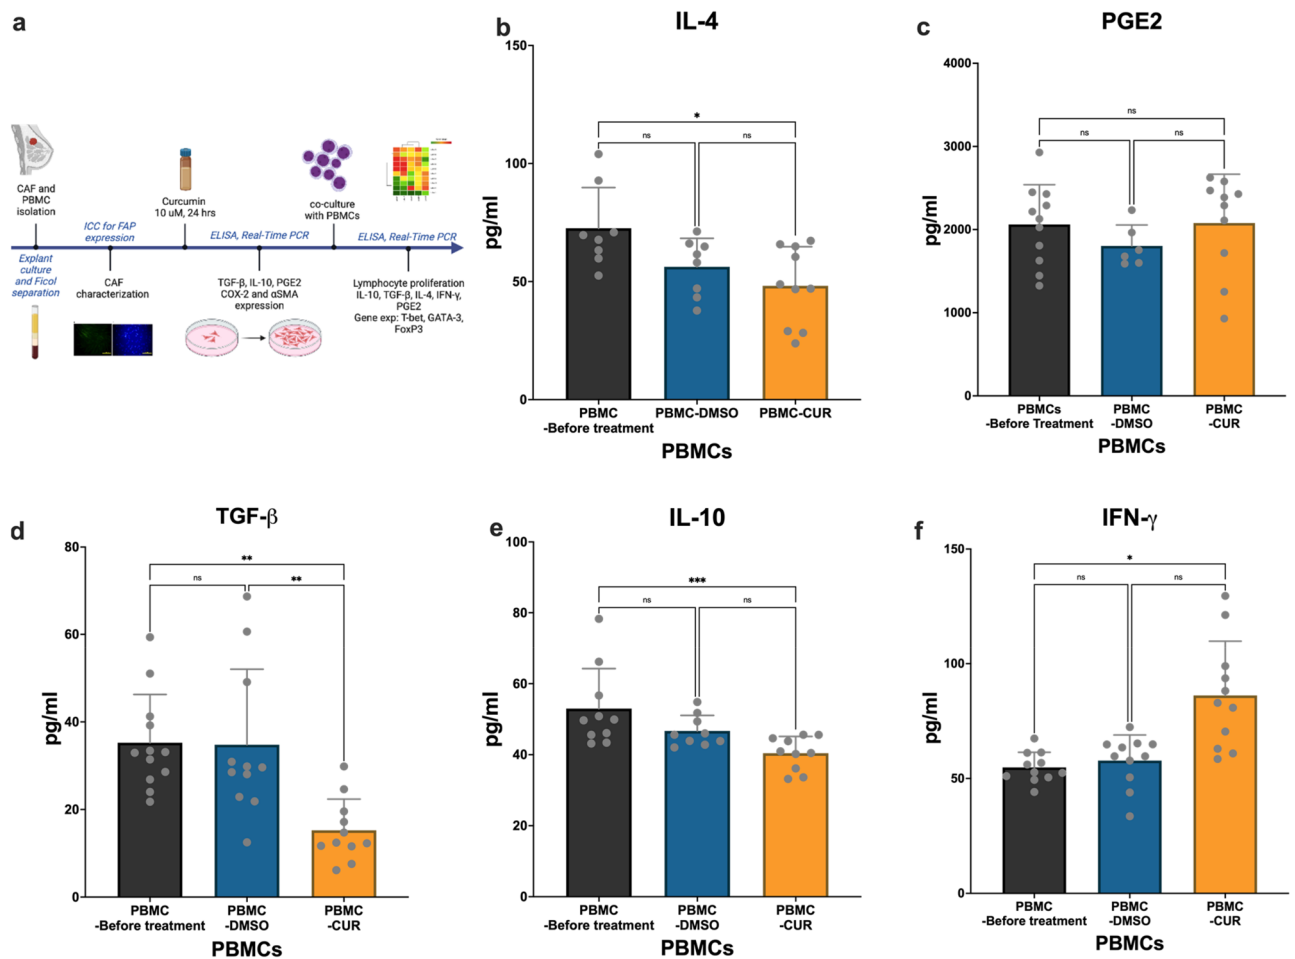 a
CAF and
PBMC
isolation
ICC for FAP
expression
Curcumin
10 uM, 24 hrs
ELISA, Real-Time PCR
co-culture
with PBMCs
ELISA, Real-Time PCR
Explant
culture
and Ficol
separation
CAF
characterization
TGF-β, IL-10, PGE2
COX-2 and αSMA
expression
Lymphocyte proliferation
IL-10, TGF-β, IL-4, IFN-γ,
PGE2
Gene exp: T-bet, GATA-3,
FoxP3
b
IL-4
150
100
50
0
pg/ml
*
ns
ns
PBMC
-Before treatment
PBMC-DMSO
PBMC-CUR
PBMCs
c
PGE2
4000
3000
2000
1000
0
pg/ml
ns
ns
ns
PBMCs
-Before Treatment
PBMC
-DMSO
PBMC
-CUR
PBMCs
d
TGF-β
80
60
40
20
0
pg/ml
**
ns
**
PBMC
-Before treatment
PBMC
-DMSO
PBMC
-CUR
PBMCs
e
IL-10
100
80
60
40
20
0
pg/ml
***
ns
ns
PBMC
-Before treatment
PBMC
-DMSO
PBMC
-CUR
PBMCs
f
IFN-γ
150
100
50
0
pg/ml
*
ns
ns
PBMC
-Before treatment
PBMC
-DMSO
PBMC
-CUR
PBMCs